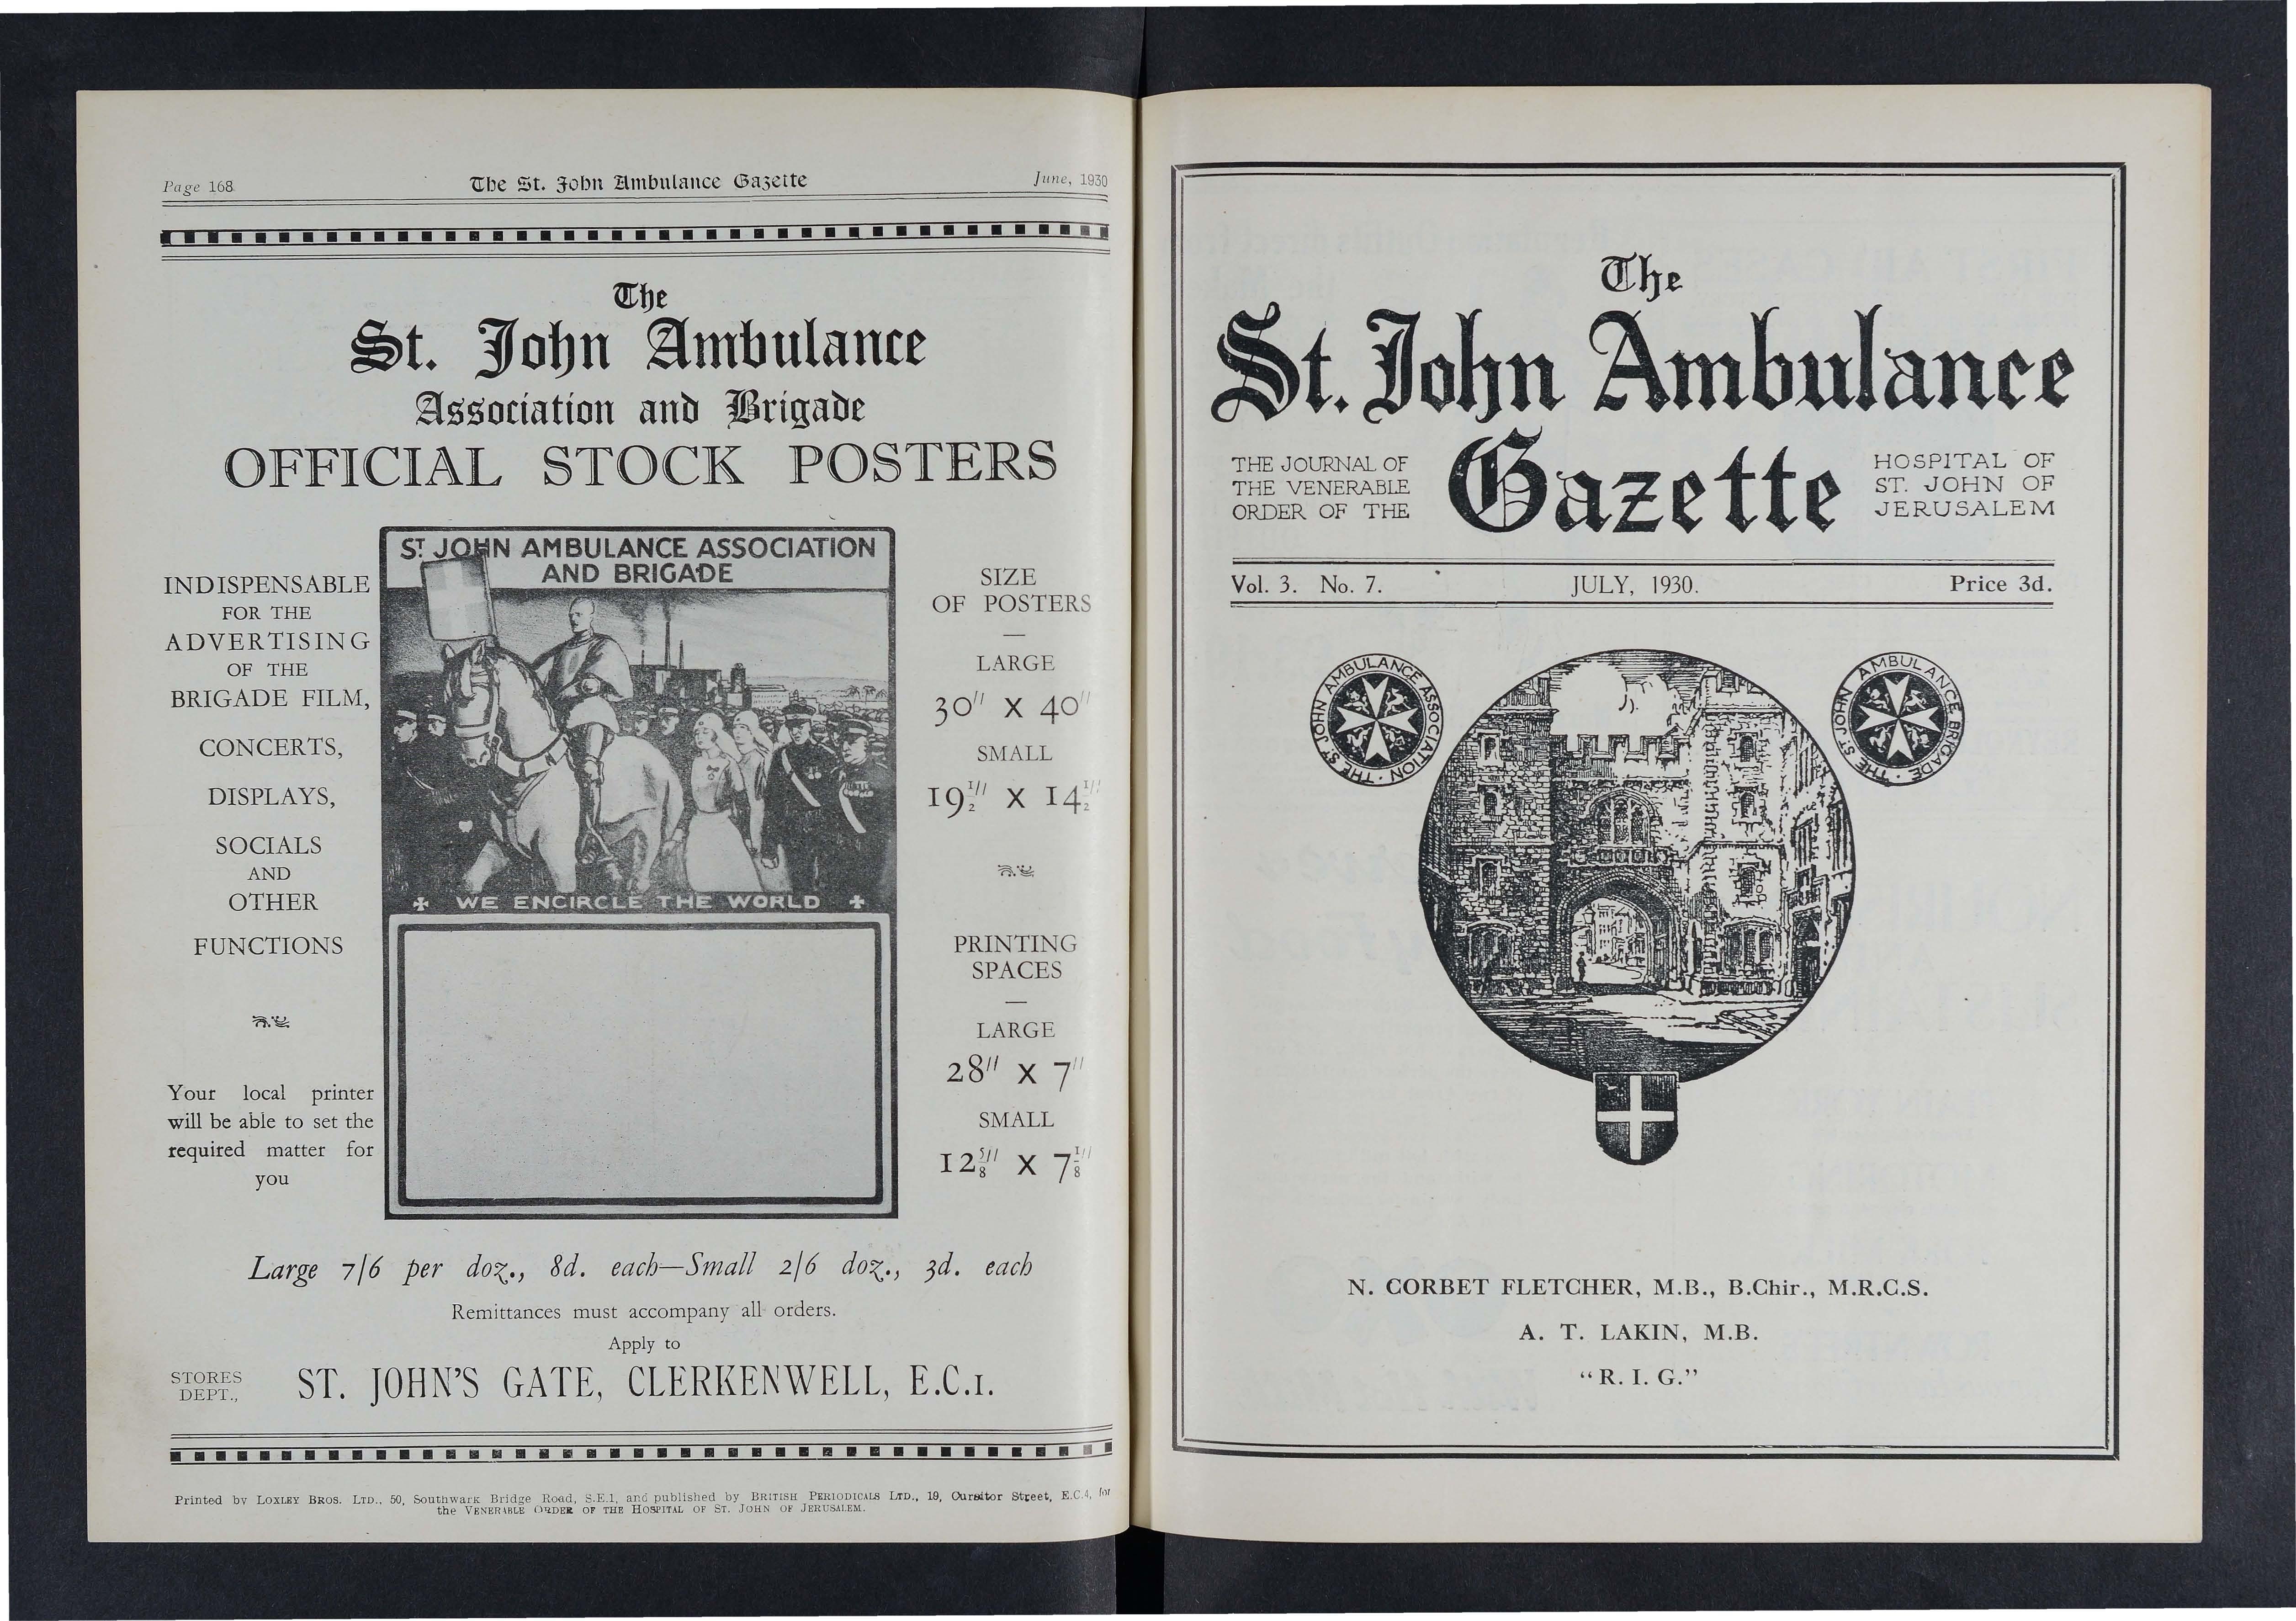 Page 168
The St. John Ambulance Gazette
June, 1930
The
St. John Ambulance
Association and Brigade
OFFICIAL STOCK POSTERS
INDISPENSABLE
FOR THE
ADVERTISING
OF THE
BRIGADE FILM,
CONCERTS,
DISPLAYS,
SOCIALS
AND
OTHER
FUNCTIONS
Your local printer
will be able to set the
required matter for
you
ST. JOHN AMBULANCE ASSOCIATION
AND BRIGADE
WE ENCIRCLE THE WORLD
SIZE
OF POSTERS
LARGE
30" X 40"
SMALL
19½" X 14½"
PRINTING
SPACES
LARGE
28" X 7"
SMALL
12⅝" X 7⅛"
Large 7/6 per doz., 8d. each—Small 2/6 doz., 3d. each
Remittances must accompany all orders.
Apply to
STORES
DEPT.,
ST. JOHN'S GATE, CLERKENWELL, E.C.1.
Printed by LOXLEY BROS. LTD., 50, Southwark Bridge Road, S.E.1, and published by BRITISH PERIODICALS LTD., 19, Cursitor Street, E.C.4, for
the VENERABLE ORDER OF THE HOSPITAL OF ST. JOHN OF JERUSALEM.
The
St. John Ambulance
Gazette
THE JOURNAL OF
THE VENERABLE
ORDER OF THE
HOSPITAL OF
ST. JOHN OF
JERUSALEM
Vol. 3. No. 7.
JULY, 1930.
Price 3d.
THE ST JOHN AMBULANCE ASSOCIATION
THE ST JOHN AMBULANCE BRIGADE
N. CORBET FLETCHER, M.B., B.Chir., M.R.C.S.
A. T. LAKIN, M.B.
"R. I. G."